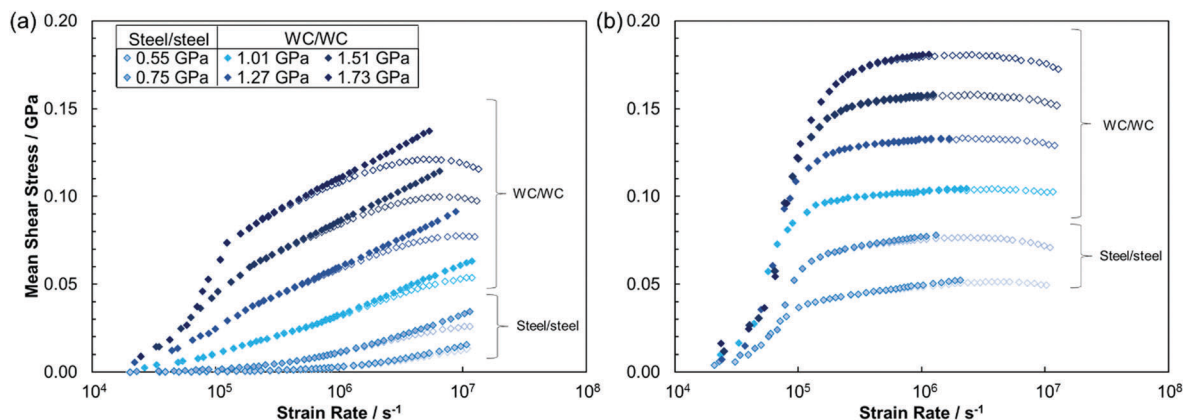 (a)
0.20
0.15
0.10
0.05
0.00
Mean Shear Stress / GPa
Steel/steel WC/WC
0.55 GPa 1.01 GPa 1.51 GPa
0.75 GPa 1.27 GPa 1.73 GPa
WC/WC
Steel/steel
10⁴ 10⁵ 10⁶ 10⁷ 10⁸
Strain Rate / s⁻¹
(b)
0.20
0.15
0.10
0.05
0.00
WC/WC
Steel/steel
10⁴ 10⁵ 10⁶ 10⁷ 10⁸
Strain Rate / s⁻¹